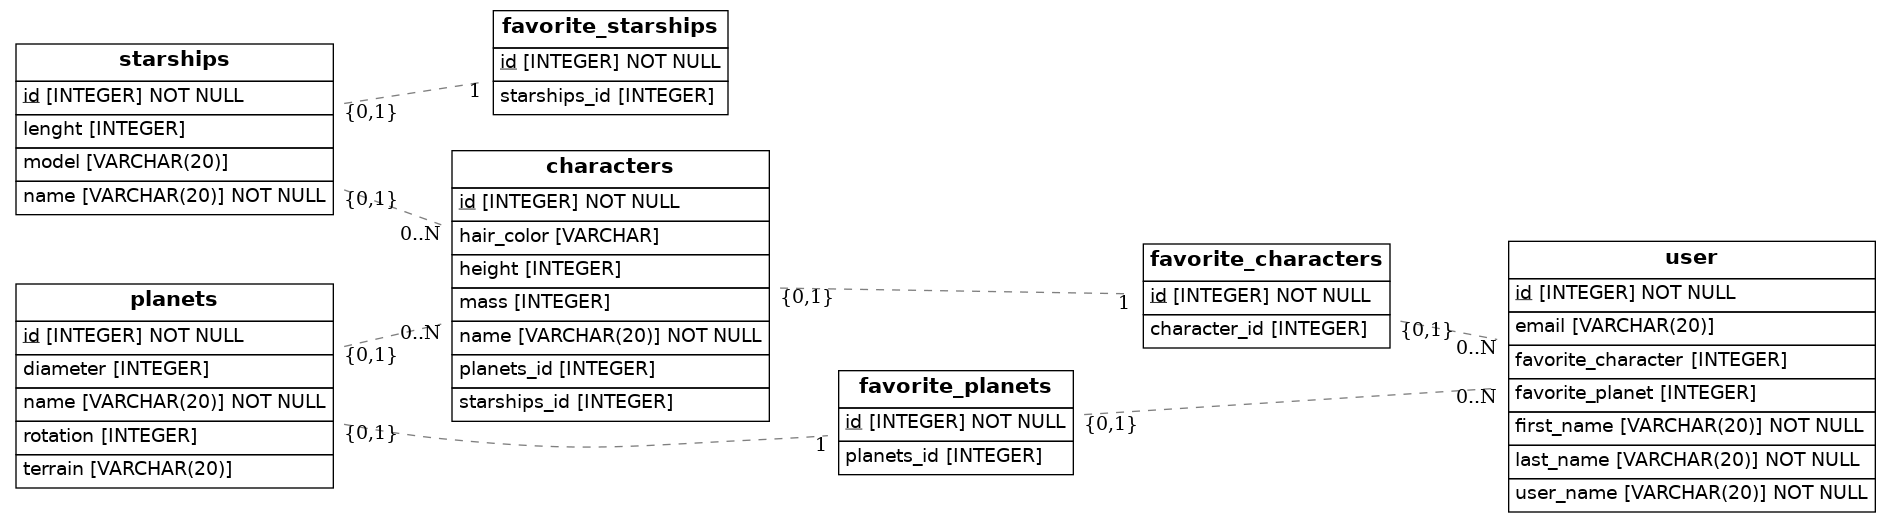 favorite_starships
id [INTEGER] NOT NULL
starships_id [INTEGER]
starships
id [INTEGER] NOT NULL
lenght [INTEGER]
model [VARCHAR(20)]
name [VARCHAR(20)] NOT NULL
{0,1}
1
{0,1}
0..N
characters
id [INTEGER] NOT NULL
hair_color [VARCHAR]
height [INTEGER]
mass [INTEGER]
name [VARCHAR(20)] NOT NULL
planets_id [INTEGER]
starships_id [INTEGER]
planets
id [INTEGER] NOT NULL
diameter [INTEGER]
name [VARCHAR(20)] NOT NULL
rotation [INTEGER]
terrain [VARCHAR(20)]
{0,1}
0..N
{0,1}
1
{0,1}
1
favorite_characters
id [INTEGER] NOT NULL
character_id [INTEGER]
favorite_planets
id [INTEGER] NOT NULL
planets_id [INTEGER]
{0,1}
0..N
{0,1}
0..N
user
id [INTEGER] NOT NULL
email [VARCHAR(20)]
favorite_character [INTEGER]
favorite_planet [INTEGER]
first_name [VARCHAR(20)] NOT NULL
last_name [VARCHAR(20)] NOT NULL
user_name [VARCHAR(20)] NOT NULL